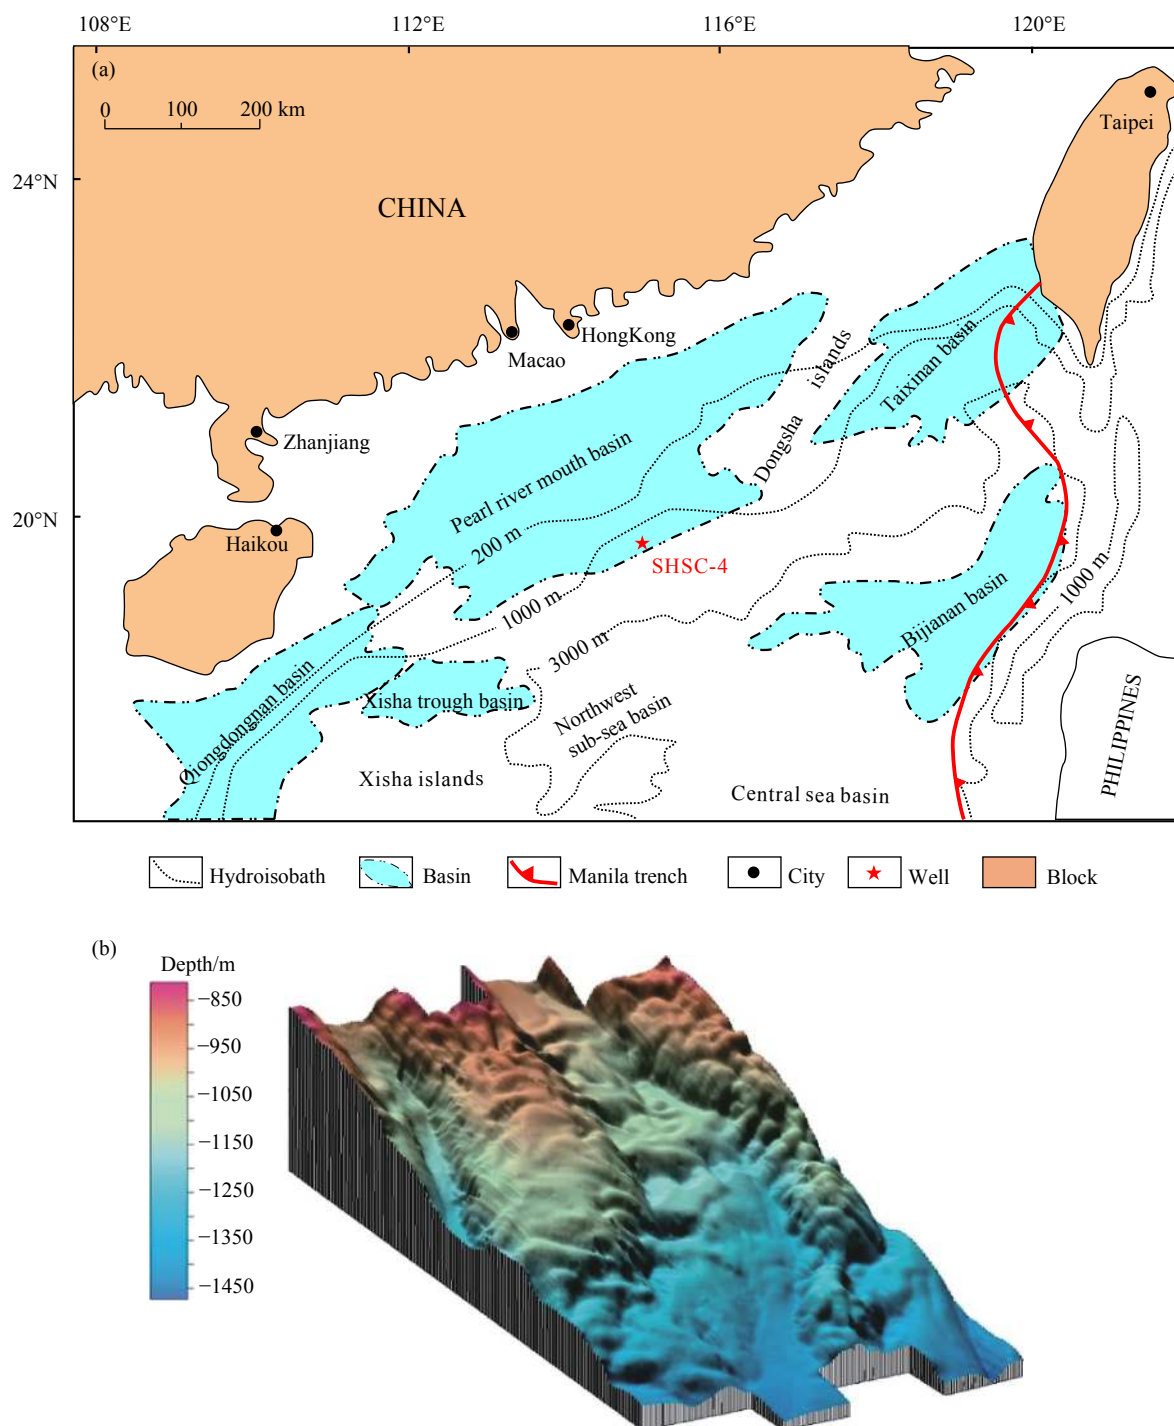 108°E
112°E
116°E
120°E
(a)
0 100 200 km
Taipei
24°N
CHINA
HongKong
Macao
islands
Taixinan basin
Dongsha
Zhanjiang
Pearl river mouth basin
20°N
Haikou
200 m
SHSC-4
1000 m
1000 m
3000 m
Bijianan basin
Qiongdongnan basin
Xisha trough basin
Northwest
sub-sea basin
PHILIPPINES
Xisha islands
Central sea basin
Hydroisobath
Basin
Manila trench
City
Well
Block
(b)
Depth/m
−850
−950
−1050
−1150
−1250
−1350
−1450